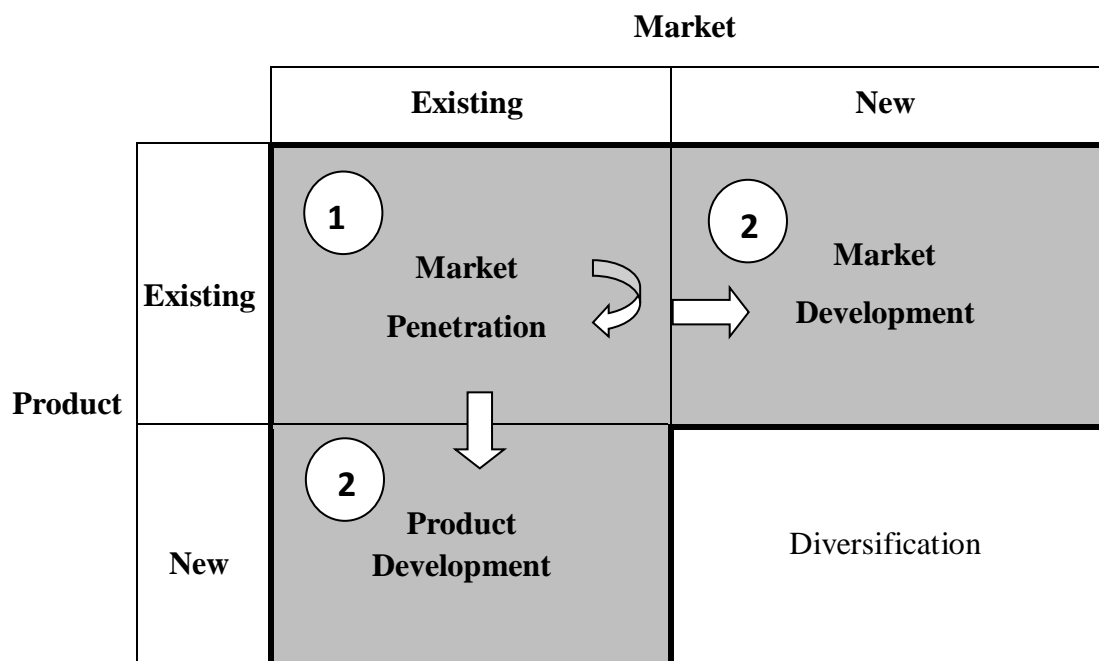 Market
Existing
New
1
2
Market
Penetration
Market
Development
Existing
Product
2
Product
Development
New
Diversification